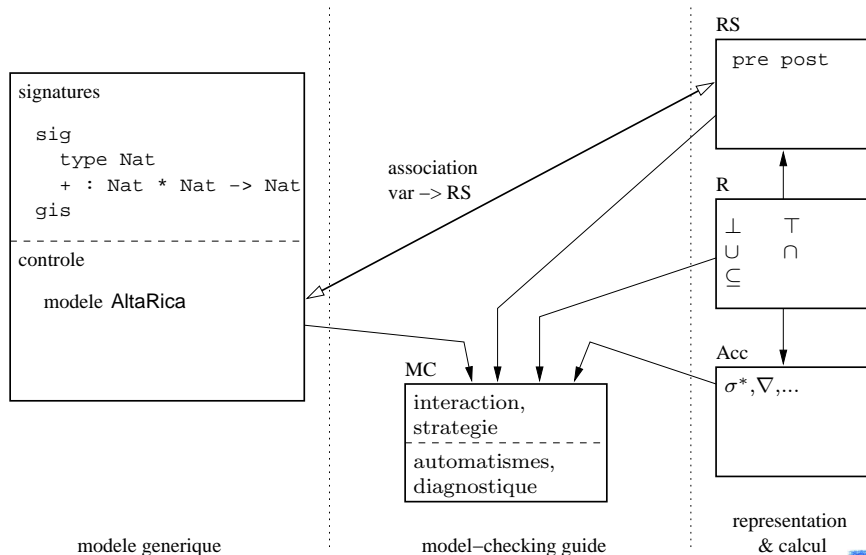 signatures
sig
type Nat
+ : Nat * Nat -> Nat
gis
controle
modele AltaRica
modele generique
association
var -> RS
MC
interaction,
strategie
automatismes,
diagnostique
model-checking guide
RS
pre post
R
⊥ ⊤
∪ ∩
⊆
Acc
σ*,∇,...
representation
& calcul